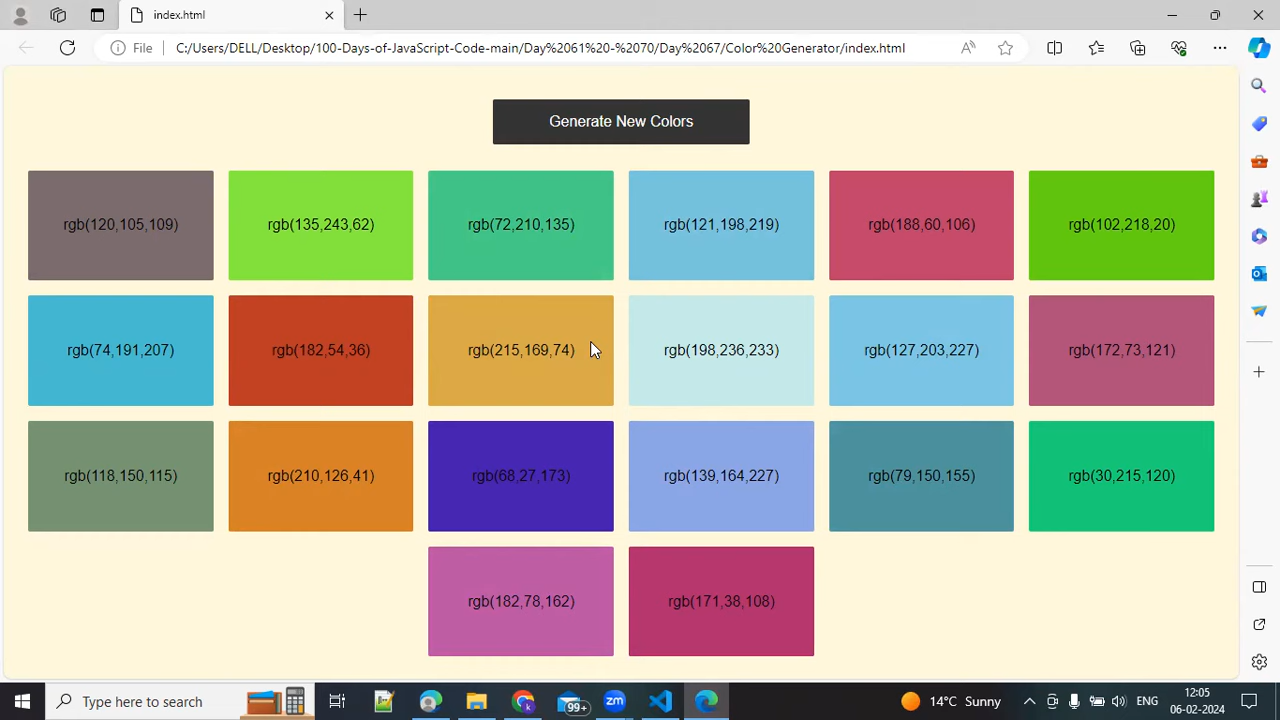 index.html
File
C:/Users/DELL/Desktop/100-Days-of-JavaScript-Code-main/Day%2061%20-%2070/Day%2067/Color%20Generator/index.html
Generate New Colors
rgb(120,105,109) rgb(135,243,62) rgb(72,210,135) rgb(121,198,219) rgb(188,60,106) rgb(102,218,20)
rgb(74,191,207) rgb(182,54,36) rgb(215,169,74) rgb(198,236,233) rgb(127,203,227) rgb(172,73,121)
rgb(118,150,115) rgb(210,126,41) rgb(68,27,173) rgb(139,164,227) rgb(79,150,155) rgb(30,215,120)
rgb(182,78,162) rgb(171,38,108)
Type here to search
99+
zm
14°C Sunny
ENG
12:05
06-02-2024